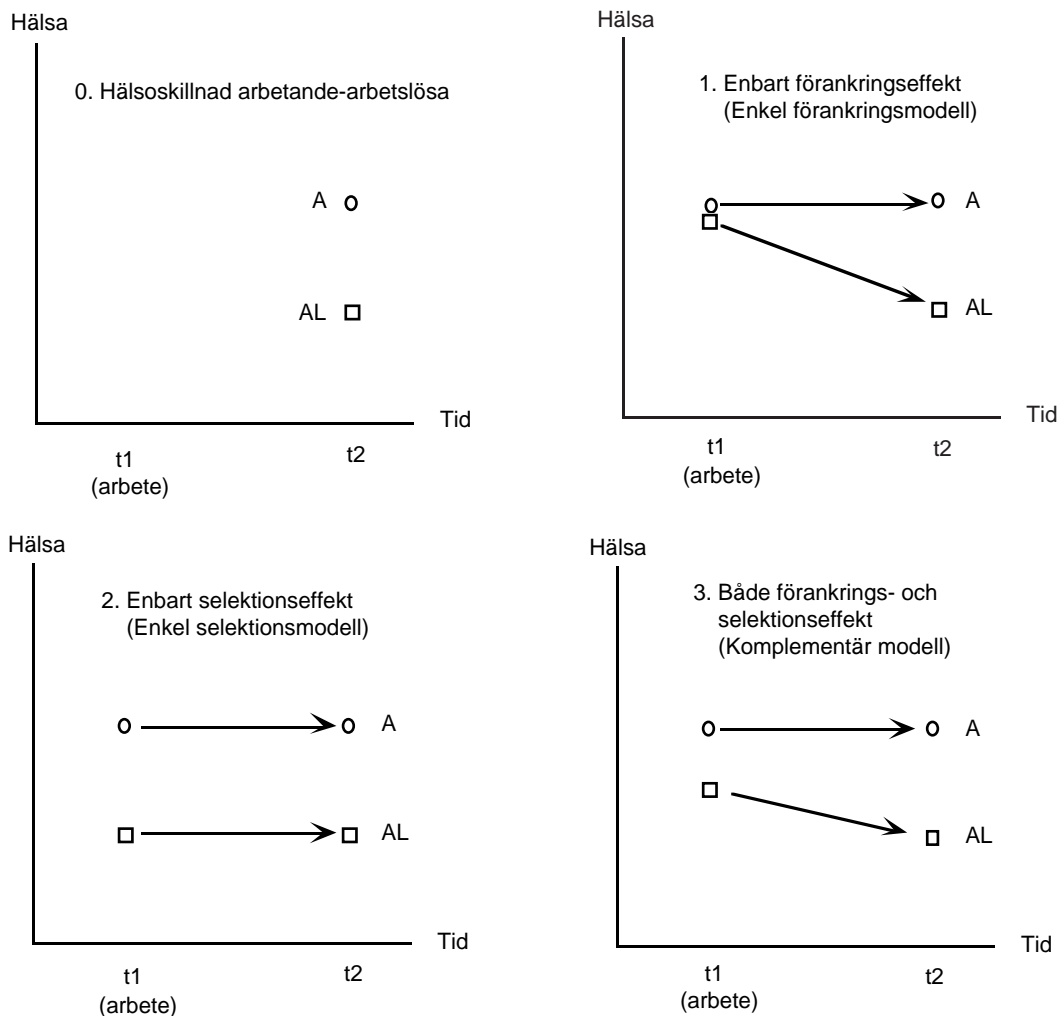 Hälsa
0. Hälsoskillnad arbetande-arbetslösa
A
AL
Tid
t1
(arbete)
t2
Hälsa
1. Enbart förankringseffekt
(Enkel förankringsmodell)
A
AL
Tid
t1
(arbete)
t2
Hälsa
2. Enbart selektionseffekt
(Enkel selektionsmodell)
A
AL
Tid
t1
(arbete)
t2
Hälsa
3. Både förankrings- och
selektionseffekt
(Komplementär modell)
A
AL
Tid
t1
(arbete)
t2